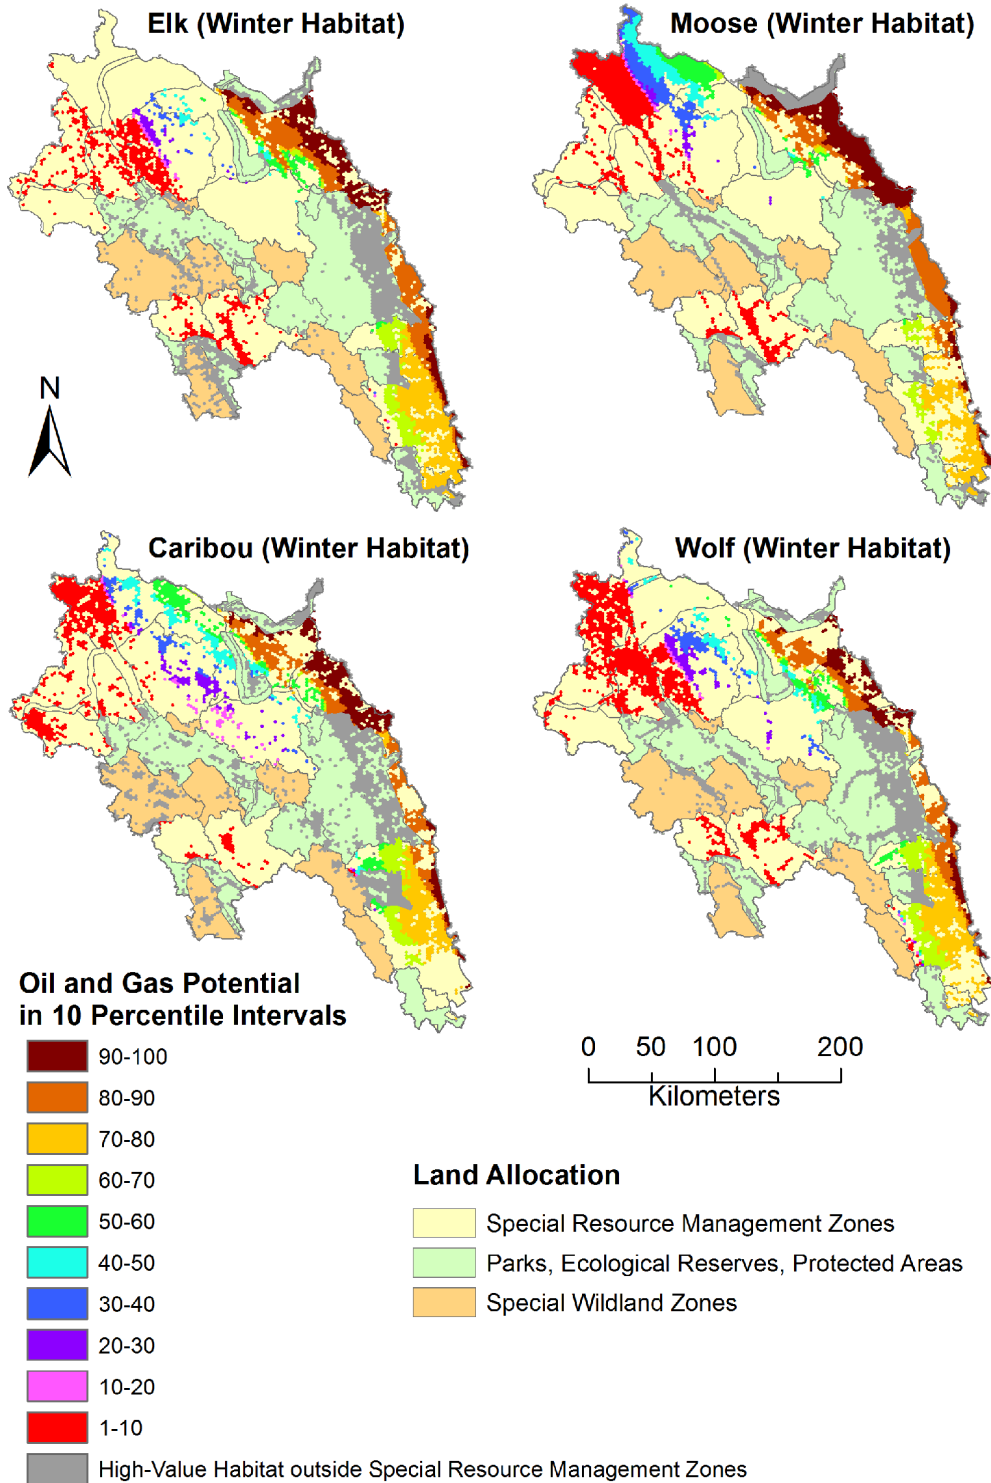 Elk (Winter Habitat)
Moose (Winter Habitat)
N
Caribou (Winter Habitat)
Wolf (Winter Habitat)
Oil and Gas Potential
in 10 Percentile Intervals
90-100
80-90
70-80
60-70
50-60
40-50
30-40
20-30
10-20
1-10
High-Value Habitat outside Special Resource Management Zones
0 50 100 200
Kilometers
Land Allocation
Special Resource Management Zones
Parks, Ecological Reserves, Protected Areas
Special Wildland Zones